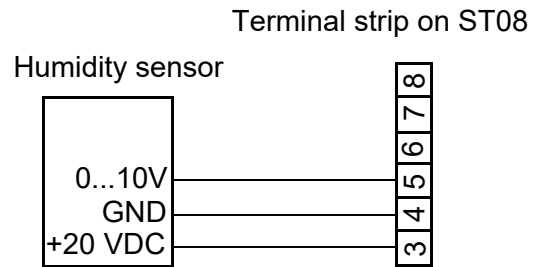 Terminal strip on ST08
Humidity sensor
8
7
6
0...10V
5
GND
4
+20 VDC
3